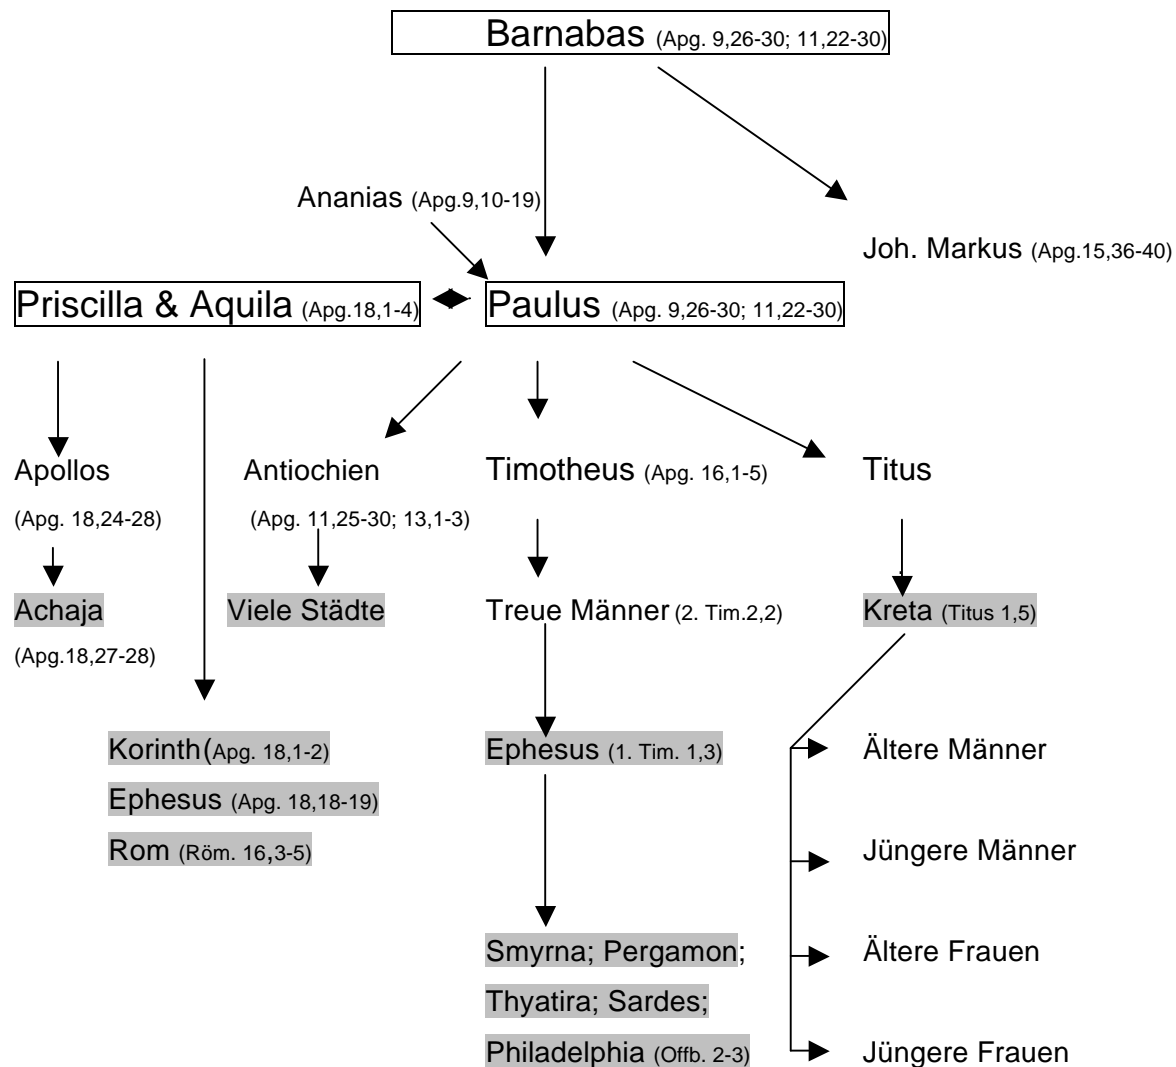 Barnabas (Apg. 9,26-30; 11,22-30)
Ananias (Apg.9,10-19)
Joh. Markus (Apg.15,36-40)
Priscilla & Aquila (Apg.18,1-4)
Paulus (Apg. 9,26-30; 11,22-30)
Apollos
(Apg. 18,24-28)
Antiochien
(Apg. 11,25-30; 13,1-3)
Timotheus (Apg. 16,1-5)
Titus
Achaja
(Apg.18,27-28)
Viele Städte
Treue Männer (2. Tim.2,2)
Kreta (Titus 1,5)
Korinth(Apg. 18,1-2)
Ephesus (Apg. 18,18-19)
Rom (Röm. 16,3-5)
Ephesus (1. Tim. 1,3)
Smyrna; Pergamon;
Thyatira; Sardes;
Philadelphia (Offb. 2-3)
Ältere Männer
Jüngere Männer
Ältere Frauen
Jüngere Frauen